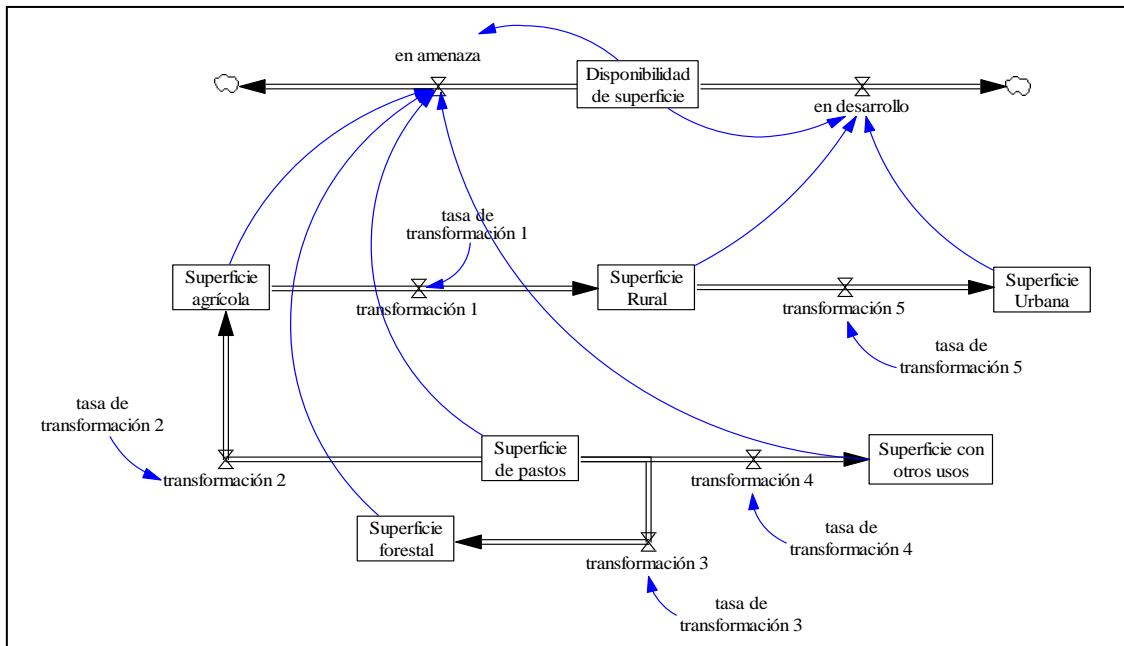 en amenaza
Disponibilidad
de superficie
en desarrollo
tasa de
transformación 1
Superficie
agrícola
transformación 1
Superficie
Rural
transformación 5
Superficie
Urbana
tasa de
transformación 5
tasa de
transformación 2
transformación 2
Superficie
de pastos
transformación 4
Superficie con
otros usos
Superficie
forestal
transformación 3
tasa de
transformación 4
tasa de
transformación 3